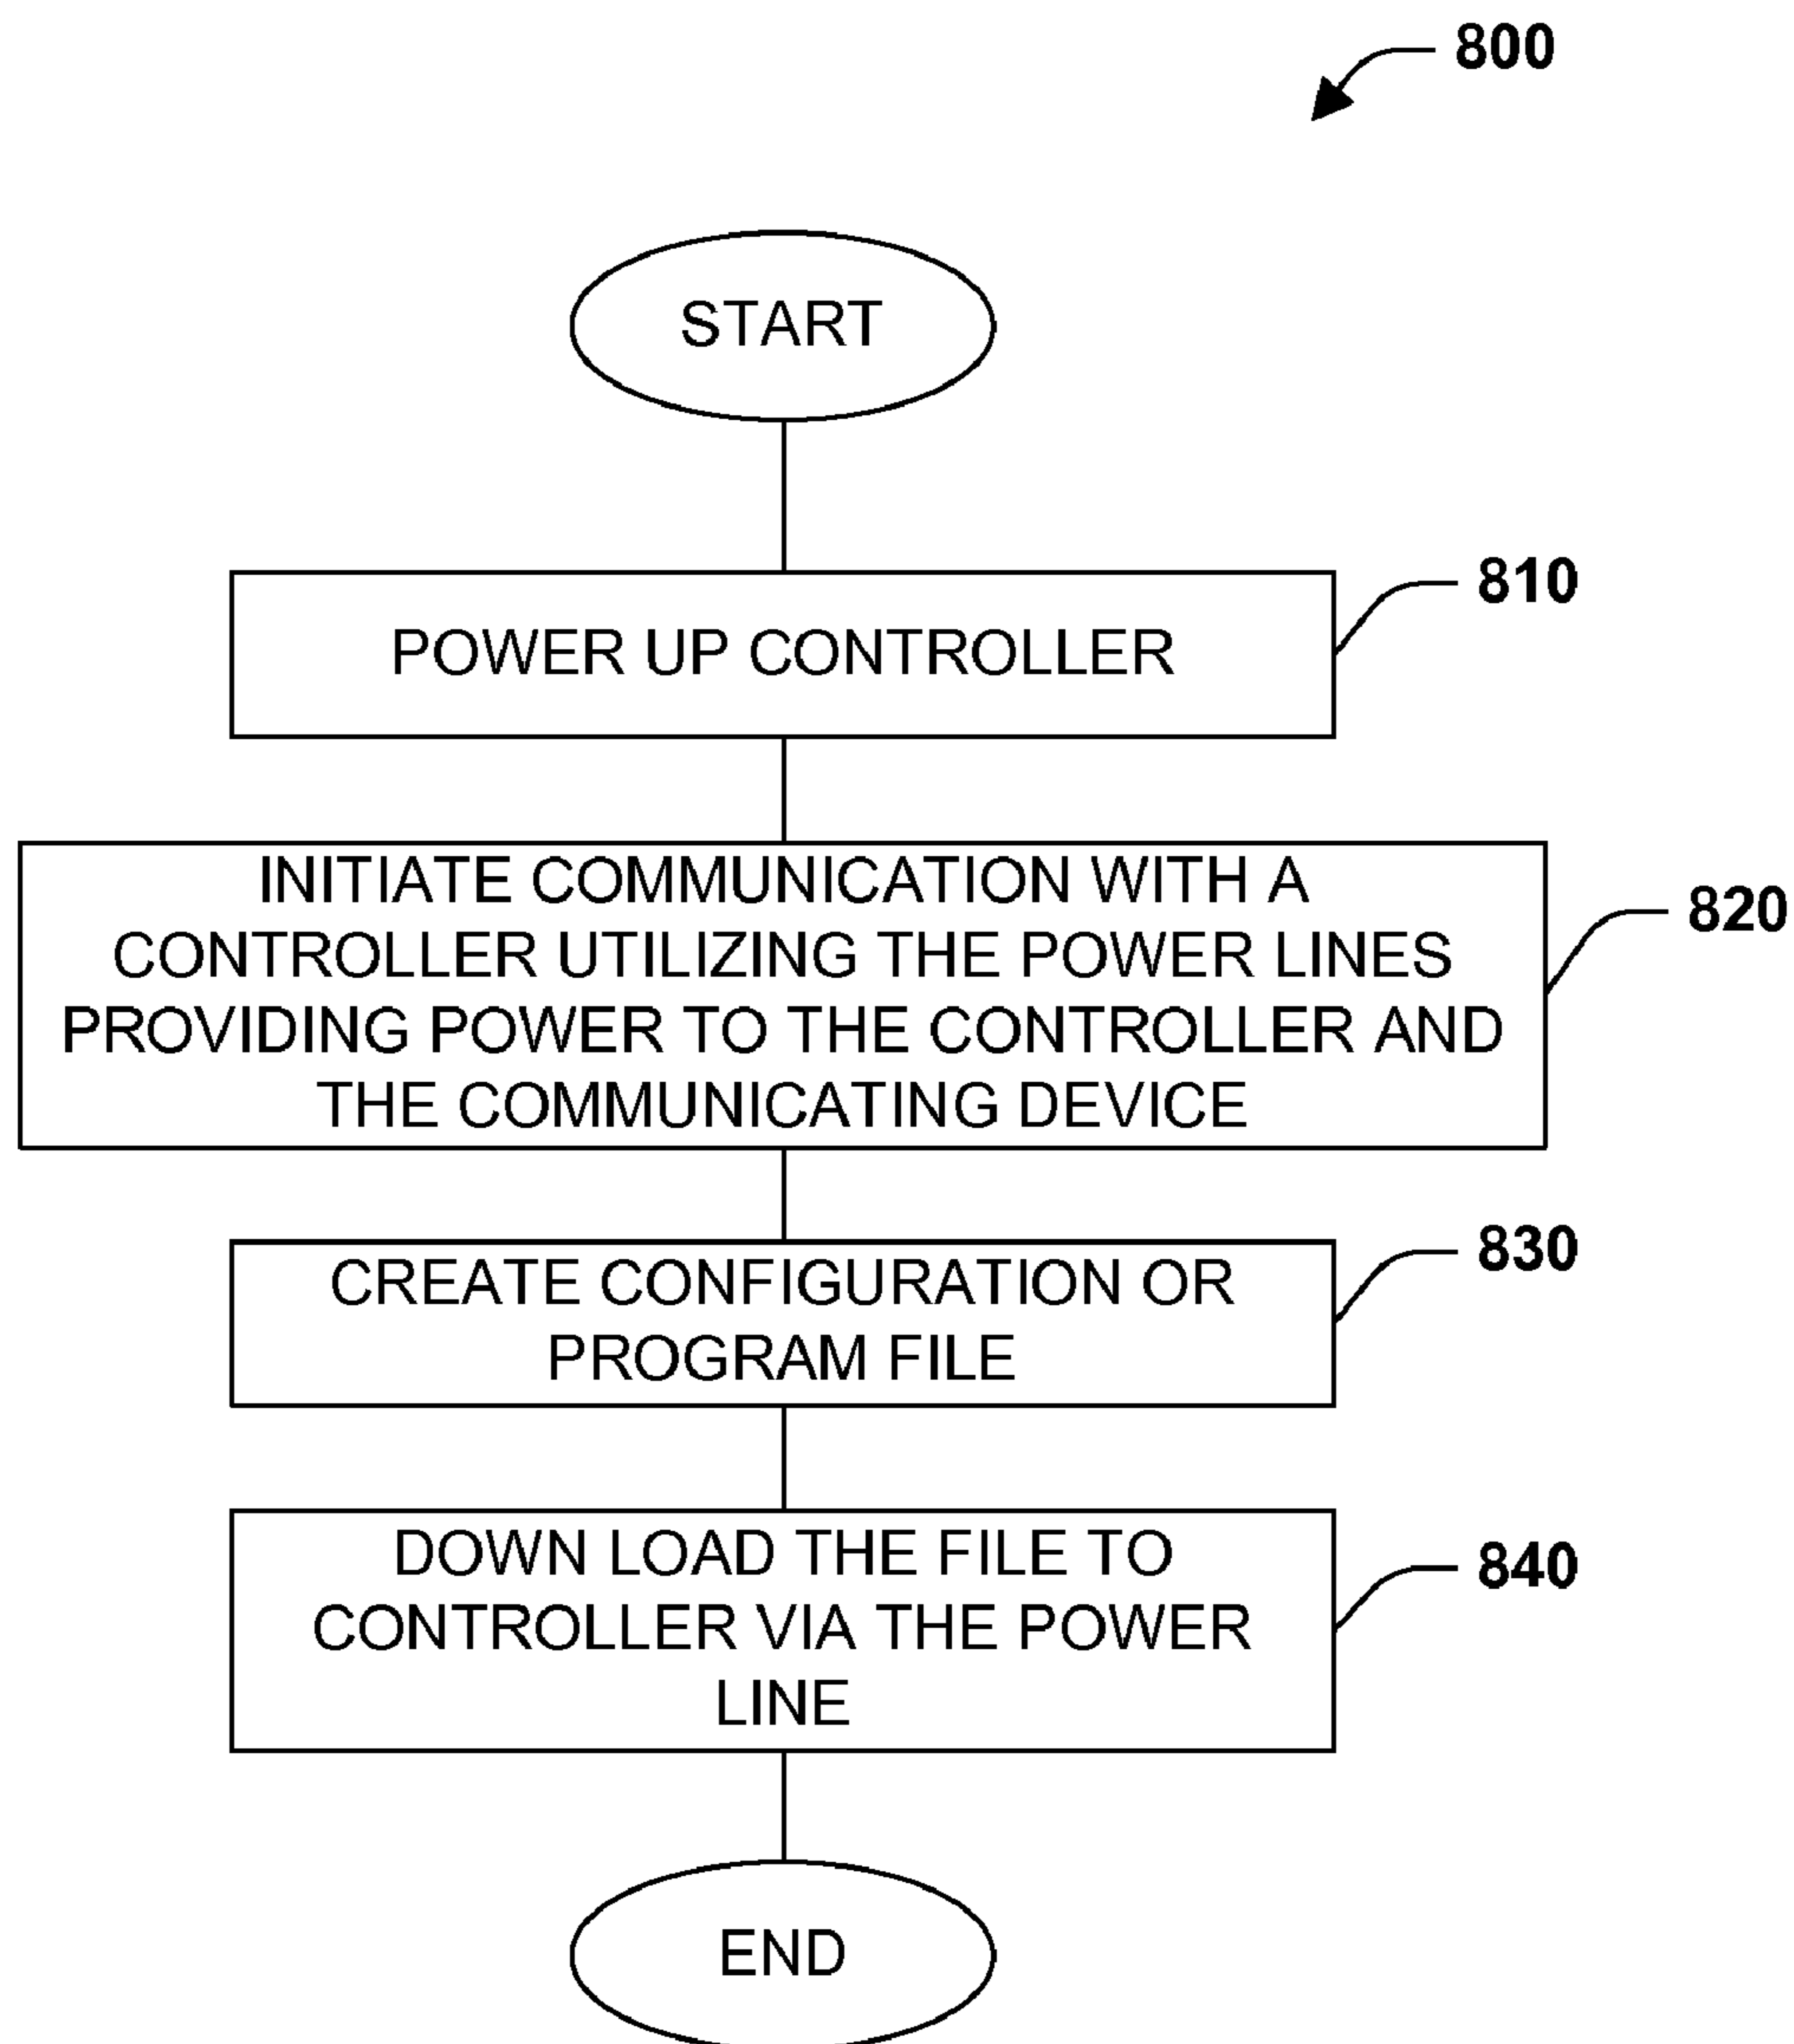 800
START
810
POWER UP CONTROLLER
INITIATE COMMUNICATION WITH A
820
CONTROLLER UTILIZING THE POWER LINES
PROVIDING POWER TO THE CONTROLLER AND
THE COMMUNICATING DEVICE
830
CREATE CONFIGURATION OR
PROGRAM FILE
DOWN LOAD THE FILE TO
840
CONTROLLER VIA THE POWER
LINE
END